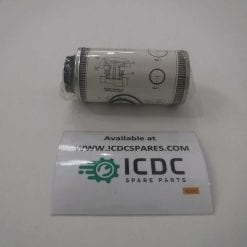 Available at
WWW.ICDCSPARES.COM
ICDC
SPARE PARTS